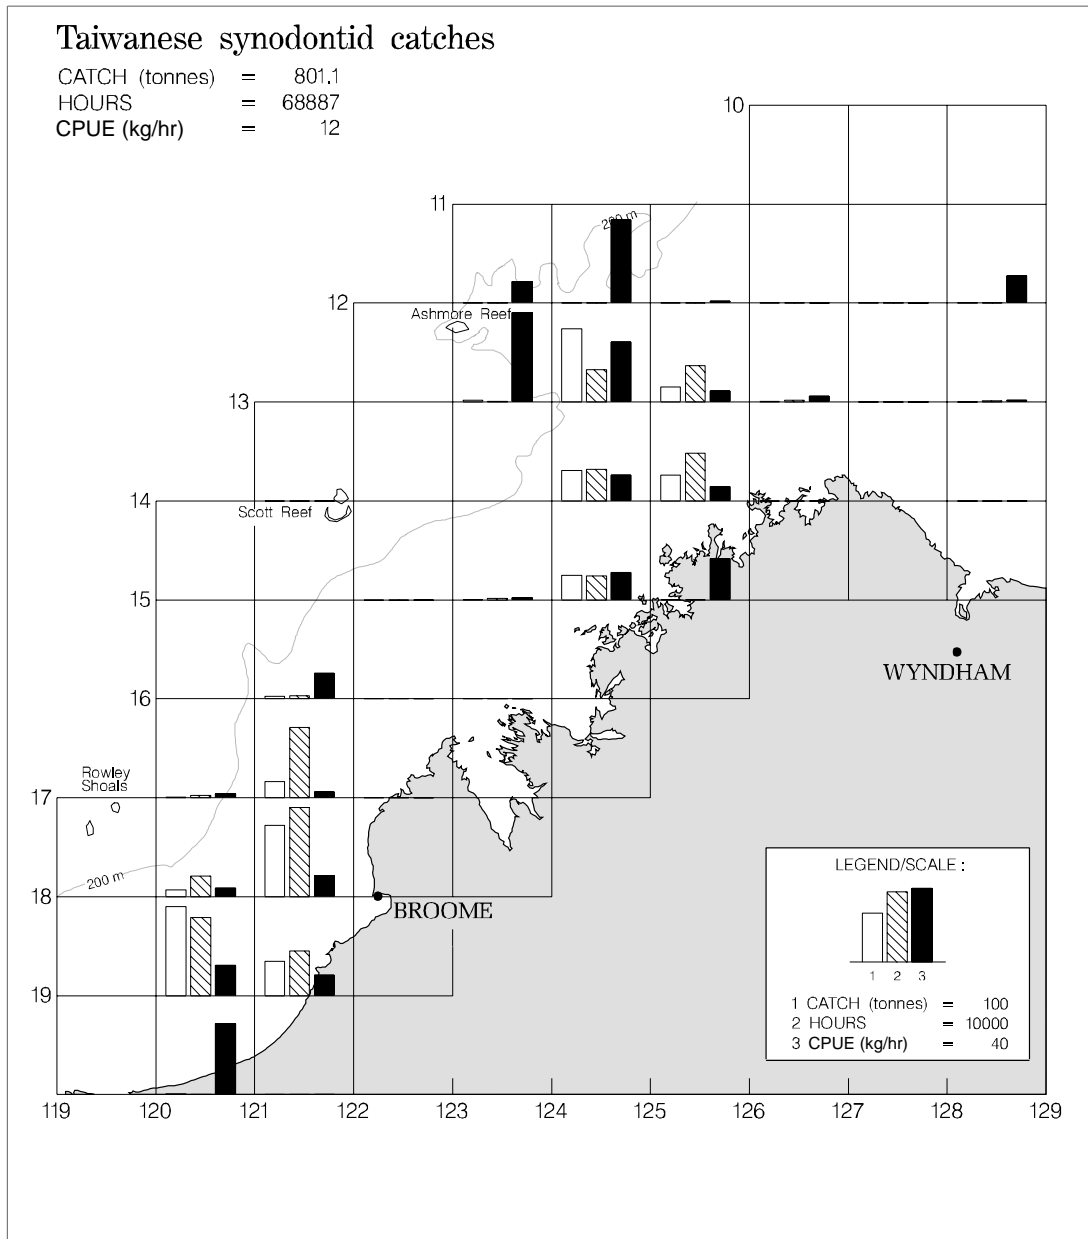 Taiwanese synodontid catches
CATCH (tonnes) = 801.1
HOURS = 68887
CPUE (kg/hr) = 12
10
11
200 m
12
Ashmore Reef
13
14
Scott Reef
15
WYNDHAM
16
Rowley
Shoals
17
200 m
18
BROOME
19
LEGEND/SCALE :
1 2 3
1 CATCH (tonnes) = 100
2 HOURS = 10000
3 CPUE (kg/hr) = 40
119 120 121 122 123 124 125 126 127 128 129